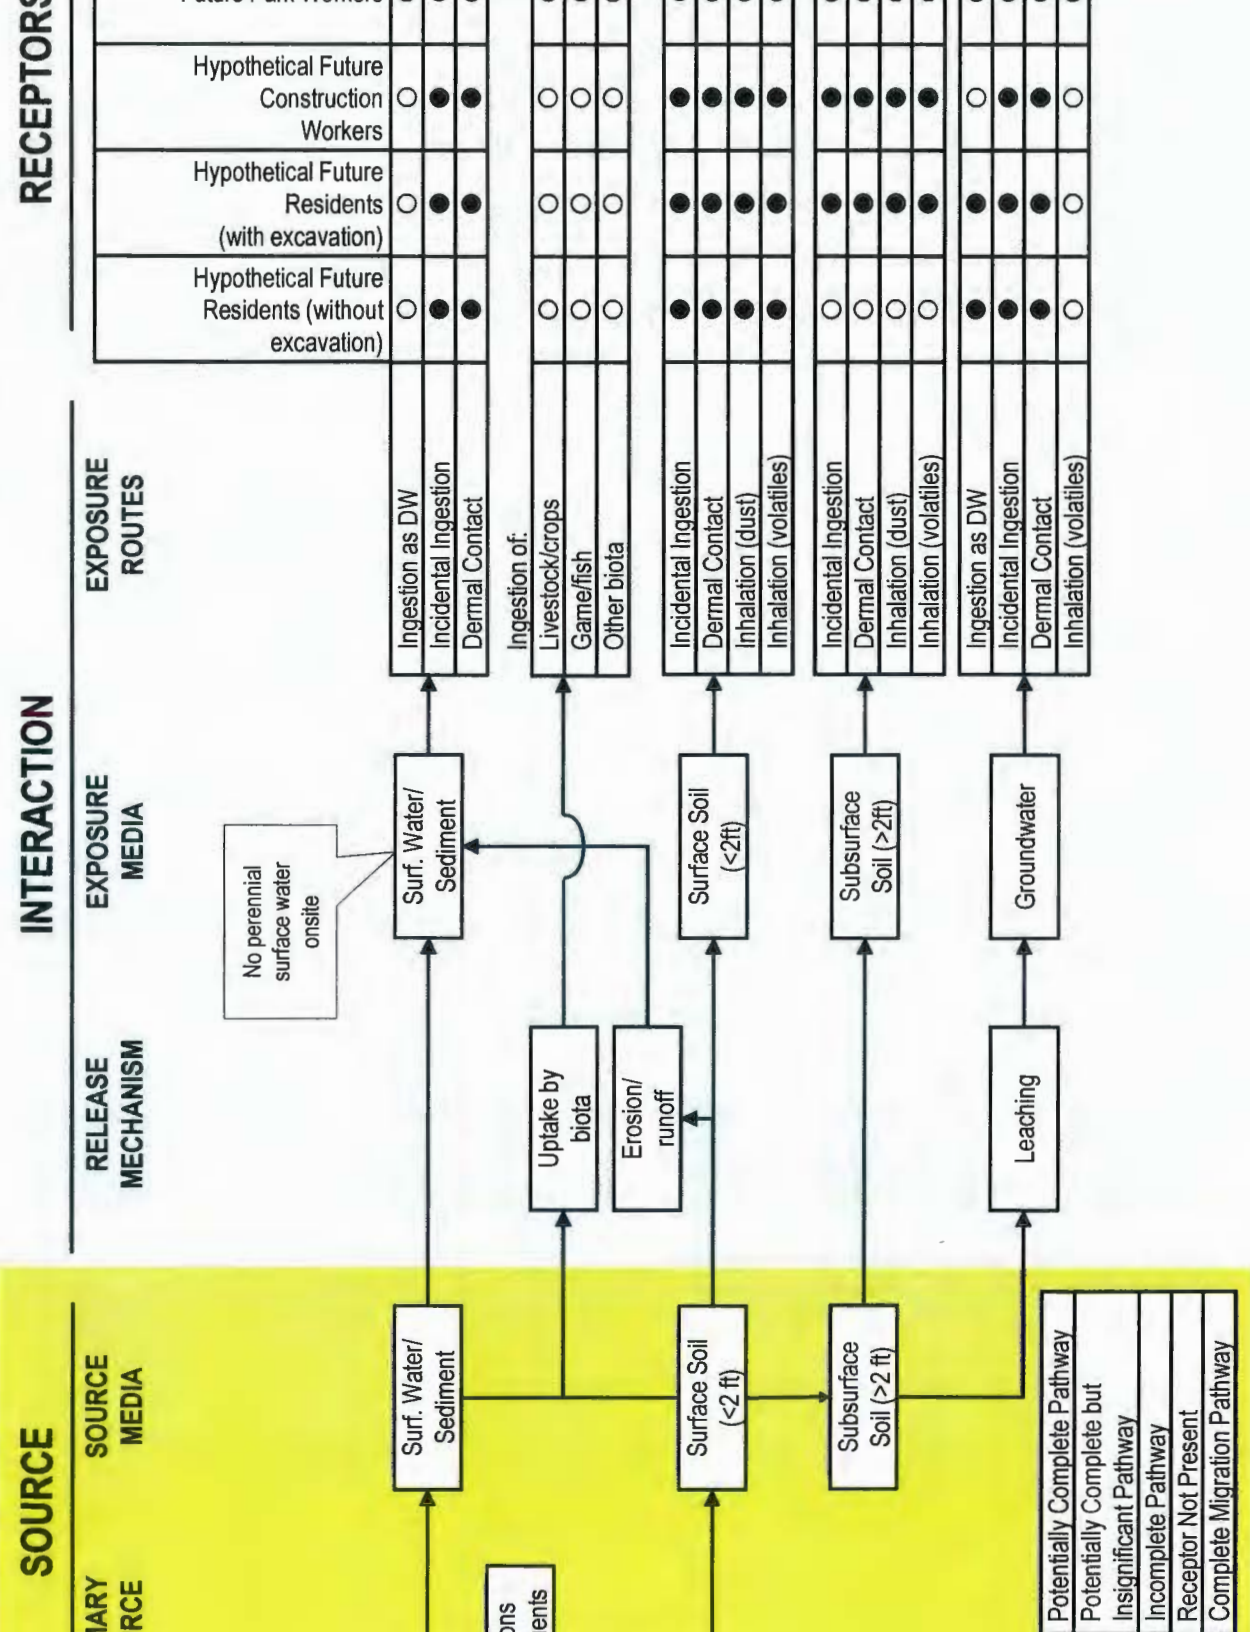 SOURCE
INTERACTION
RECEPTORS
SOURCE
MEDIA
RELEASE
MECHANISM
EXPOSURE
MEDIA
EXPOSURE
ROUTES
Hypothetical Future
Construction
Workers
Hypothetical Future
Residents
(with excavation)
Hypothetical Future
Residents (without
excavation)
No perennial
surface water
onsite
Surf. Water/
Sediment
Surf. Water/
Sediment
Ingestion as DW
Incidental Ingestion
Dermal Contact
Uptake by
biota
Ingestion of:
Livestock/crops
Game/fish
Other biota
Erosion/
runoff
Surface Soil
(<2 ft)
Surface Soil
(<2ft)
Incidental Ingestion
Dermal Contact
Inhalation (dust)
Inhalation (volatiles)
Subsurface
Soil (>2 ft)
Subsurface
Soil (>2ft)
Incidental Ingestion
Dermal Contact
Inhalation (dust)
Inhalation (volatiles)
Leaching
Groundwater
Ingestion as DW
Incidental Ingestion
Dermal Contact
Inhalation (volatiles)
Potentially Complete Pathway
Potentially Complete but
Insignificant Pathway
Incomplete Pathway
Receptor Not Present
Complete Migration Pathway